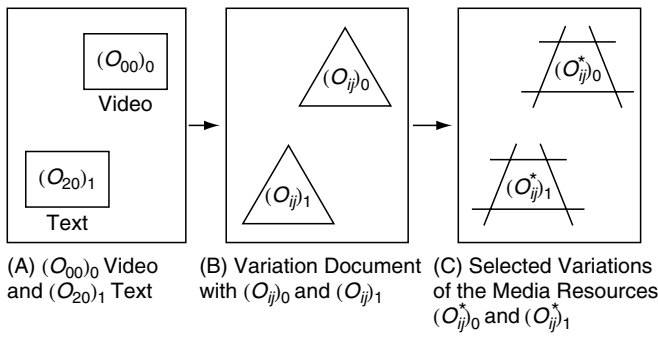 (O00)0
Video
(O20)1
Text
(Oij)0
(Oij)1
(O*ij)0
(O*ij)1
(A) (O00)0 Video
and (O20)1 Text
(B) Variation Document
with (Oij)0 and (Oij)1
(C) Selected Variations
of the Media Resources
(O*ij)0 and (O*ij)1